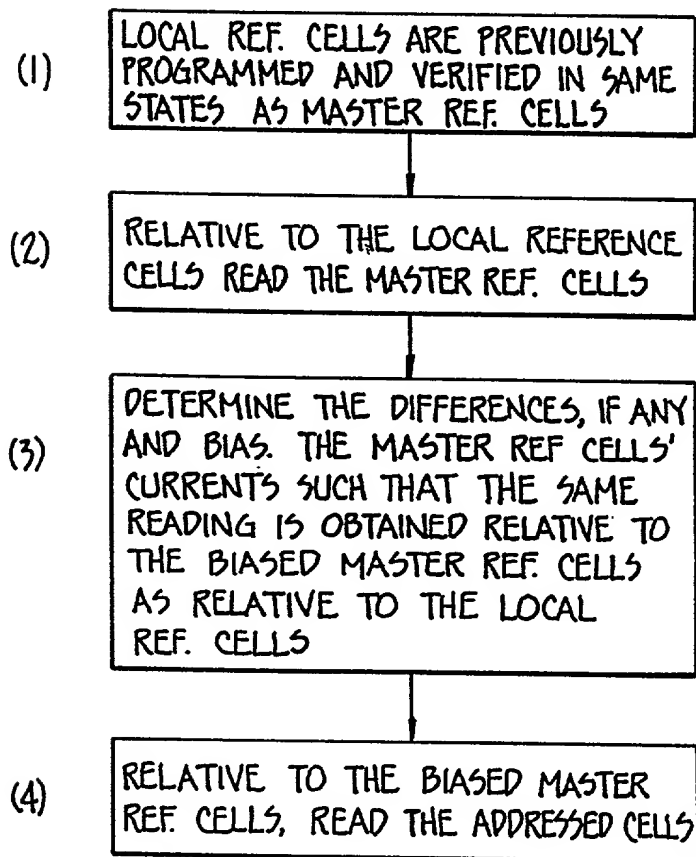 (1)
LOCAL REF. CELLS ARE PREVIOUSLY
PROGRAMMED AND VERIFIED IN SAME
STATES AS MASTER REF. CELLS
(2)
RELATIVE TO THE LOCAL REFERENCE
CELLS READ THE MASTER REF. CELLS
(3)
DETERMINE THE DIFFERENCES, IF ANY
AND BIAS. THE MASTER REF CELLS'
CURRENTS SUCH THAT THE SAME
READING IS OBTAINED RELATIVE TO
THE BIASED MASTER REF. CELLS
AS RELATIVE TO THE LOCAL
REF. CELLS
(4)
RELATIVE TO THE BIASED MASTER
REF. CELLS, READ THE ADDRESSED CELLS